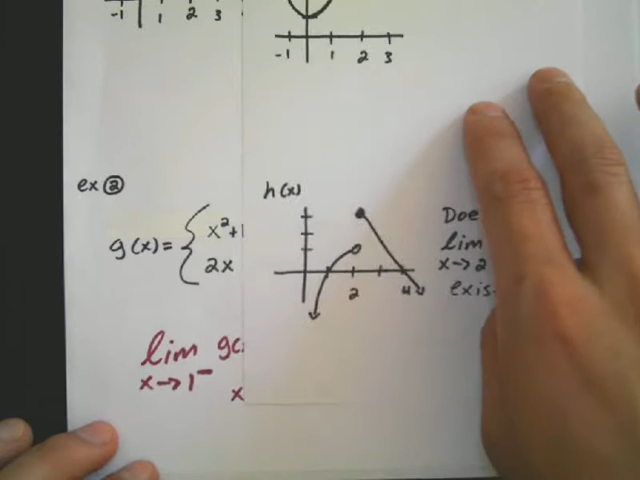 -1 1 2 3
-1 1 2 3
ex ②
h(x)
g(x)= { x²+1
2x
2 4
Doe
lim
x→2
exis
lim g(
x→1⁻
x